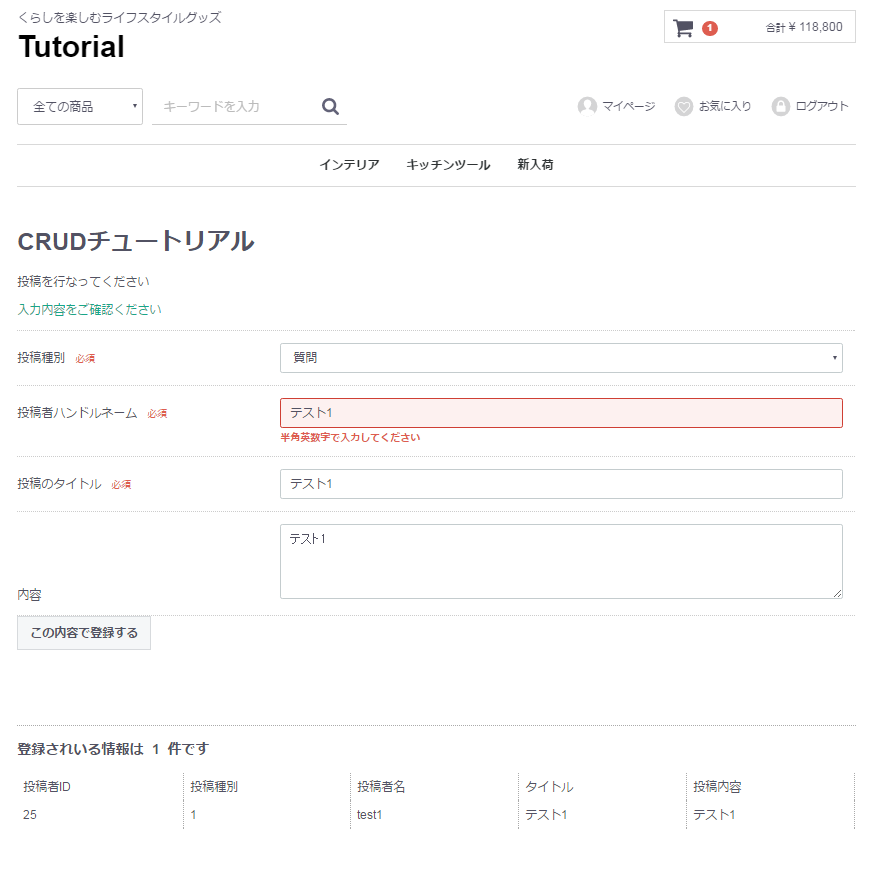 くらしを楽しむライフスタイルグッズ
Tutorial
1 合計 ¥ 118,800
全ての商品 キーワードを入力 マイページ お気に入り ログアウト
インテリア キッチンツール 新入荷
CRUDチュートリアル
投稿を行なってください
入力内容をご確認ください
投稿種別 必須 質問
投稿者ハンドルネーム 必須 テスト1
半角英数字で入力してください
投稿のタイトル 必須 テスト1
テスト1
内容
この内容で登録する
登録されいる情報は 1 件です
投稿者ID 投稿種別 投稿者名 タイトル 投稿内容
25 1 test1 テスト1 テスト1